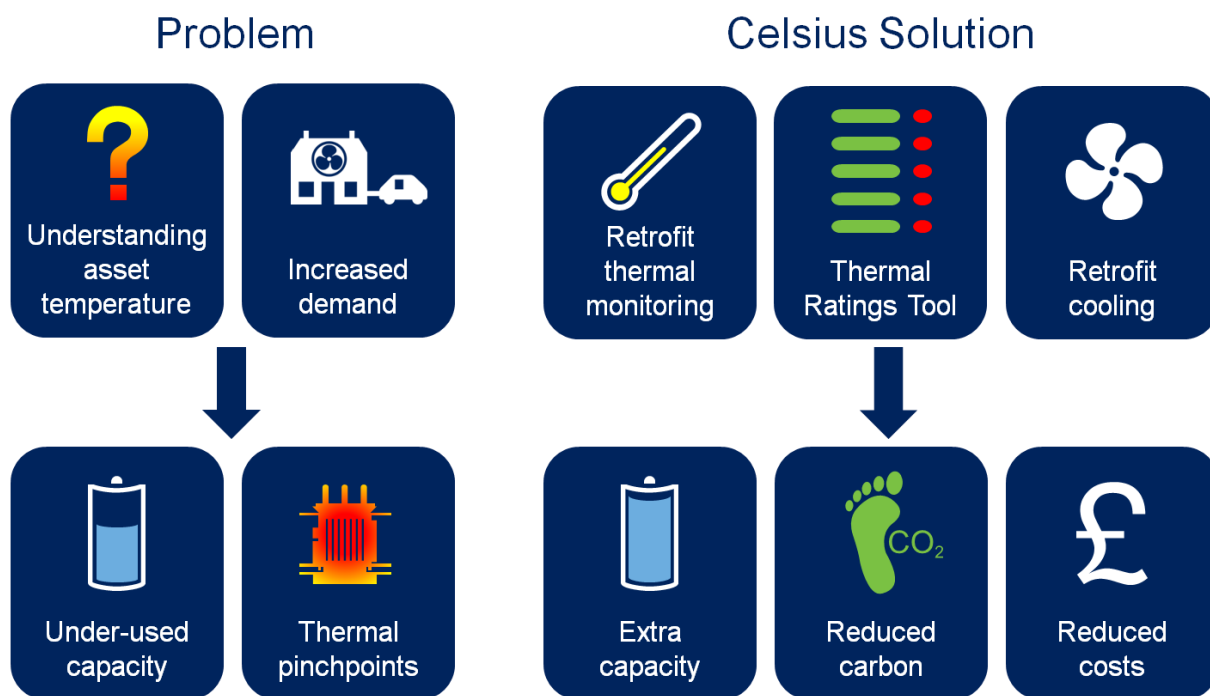 Problem
Celsius Solution
Understanding
asset
temperature
Increased
demand
Retrofit
thermal
monitoring
Thermal
Ratings Tool
Retrofit
cooling
Under-used
capacity
Thermal
pinchpoints
Extra
capacity
CO₂
Reduced
carbon
£
Reduced
costs